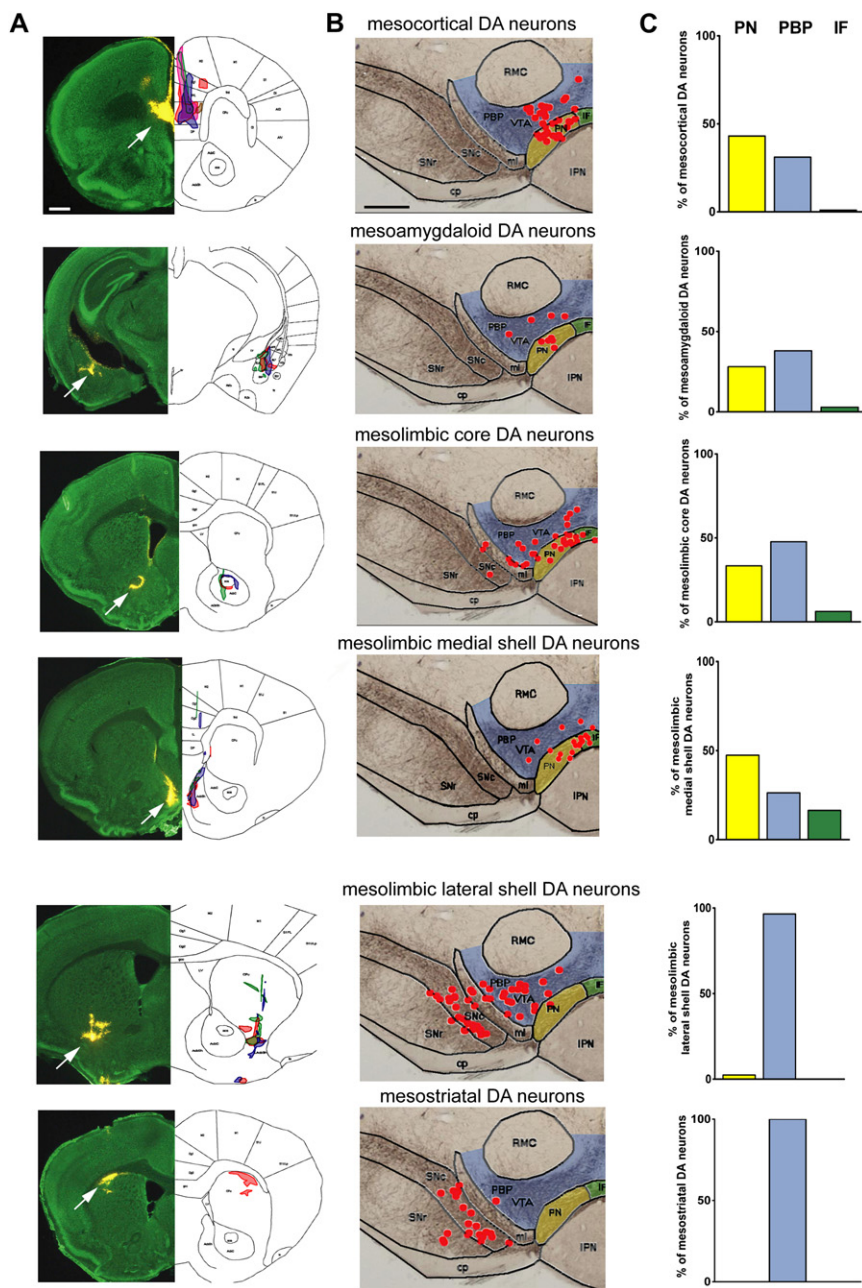 A
B
C
mesocortical DA neurons
RMC
PBP
VTA
IF
PN
SNc
SNr
ml
cp
IPN
PN PBP IF
% of mesocortical DA neurons
100
50
0
mesoamygdaloid DA neurons
RMC
PBP
VTA
IF
PN
SNc
SNr
ml
cp
IPN
% of mesoamygdaloid DA neurons
100
50
0
mesolimbic core DA neurons
RMC
PBP
VTA
IF
PN
SNc
SNr
ml
cp
IPN
% of mesolimbic core DA neurons
100
50
0
mesolimbic medial shell DA neurons
RMC
PBP
VTA
IF
PN
SNc
SNr
ml
cp
IPN
% of mesolimbic
medial shell DA neurons
100
50
0
mesolimbic lateral shell DA neurons
RMC
PBP
VTA
IF
PN
SNc
SNr
ml
cp
IPN
% of mesolimbic
lateral shell DA neurons
100
50
0
mesostriatal DA neurons
RMC
SNc
PBP
VTA
IF
PN
SNr
ml
cp
IPN
% of mesostriatal DA neurons
100
50
0